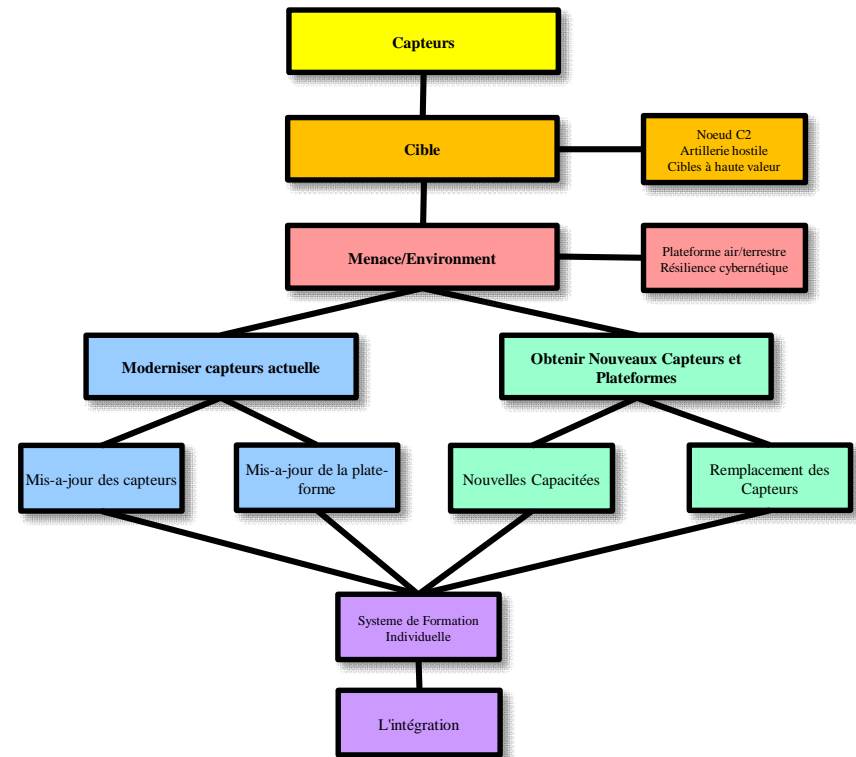 Capteurs
Cible
Noeud C2
Artillerie hostile
Cibles à haute valeur
Menace/Environment
Plateforme air/terrestre
Résilience cybernétique
Moderniser capteurs actuelle
Obtenir Nouveaux Capteurs et
Plateformes
Mis-a-jour des capteurs
Mis-a-jour de la plate-
forme
Nouvelles Capacitées
Remplacement des
Capteurs
Systeme de Formation
Individuelle
L'intégration